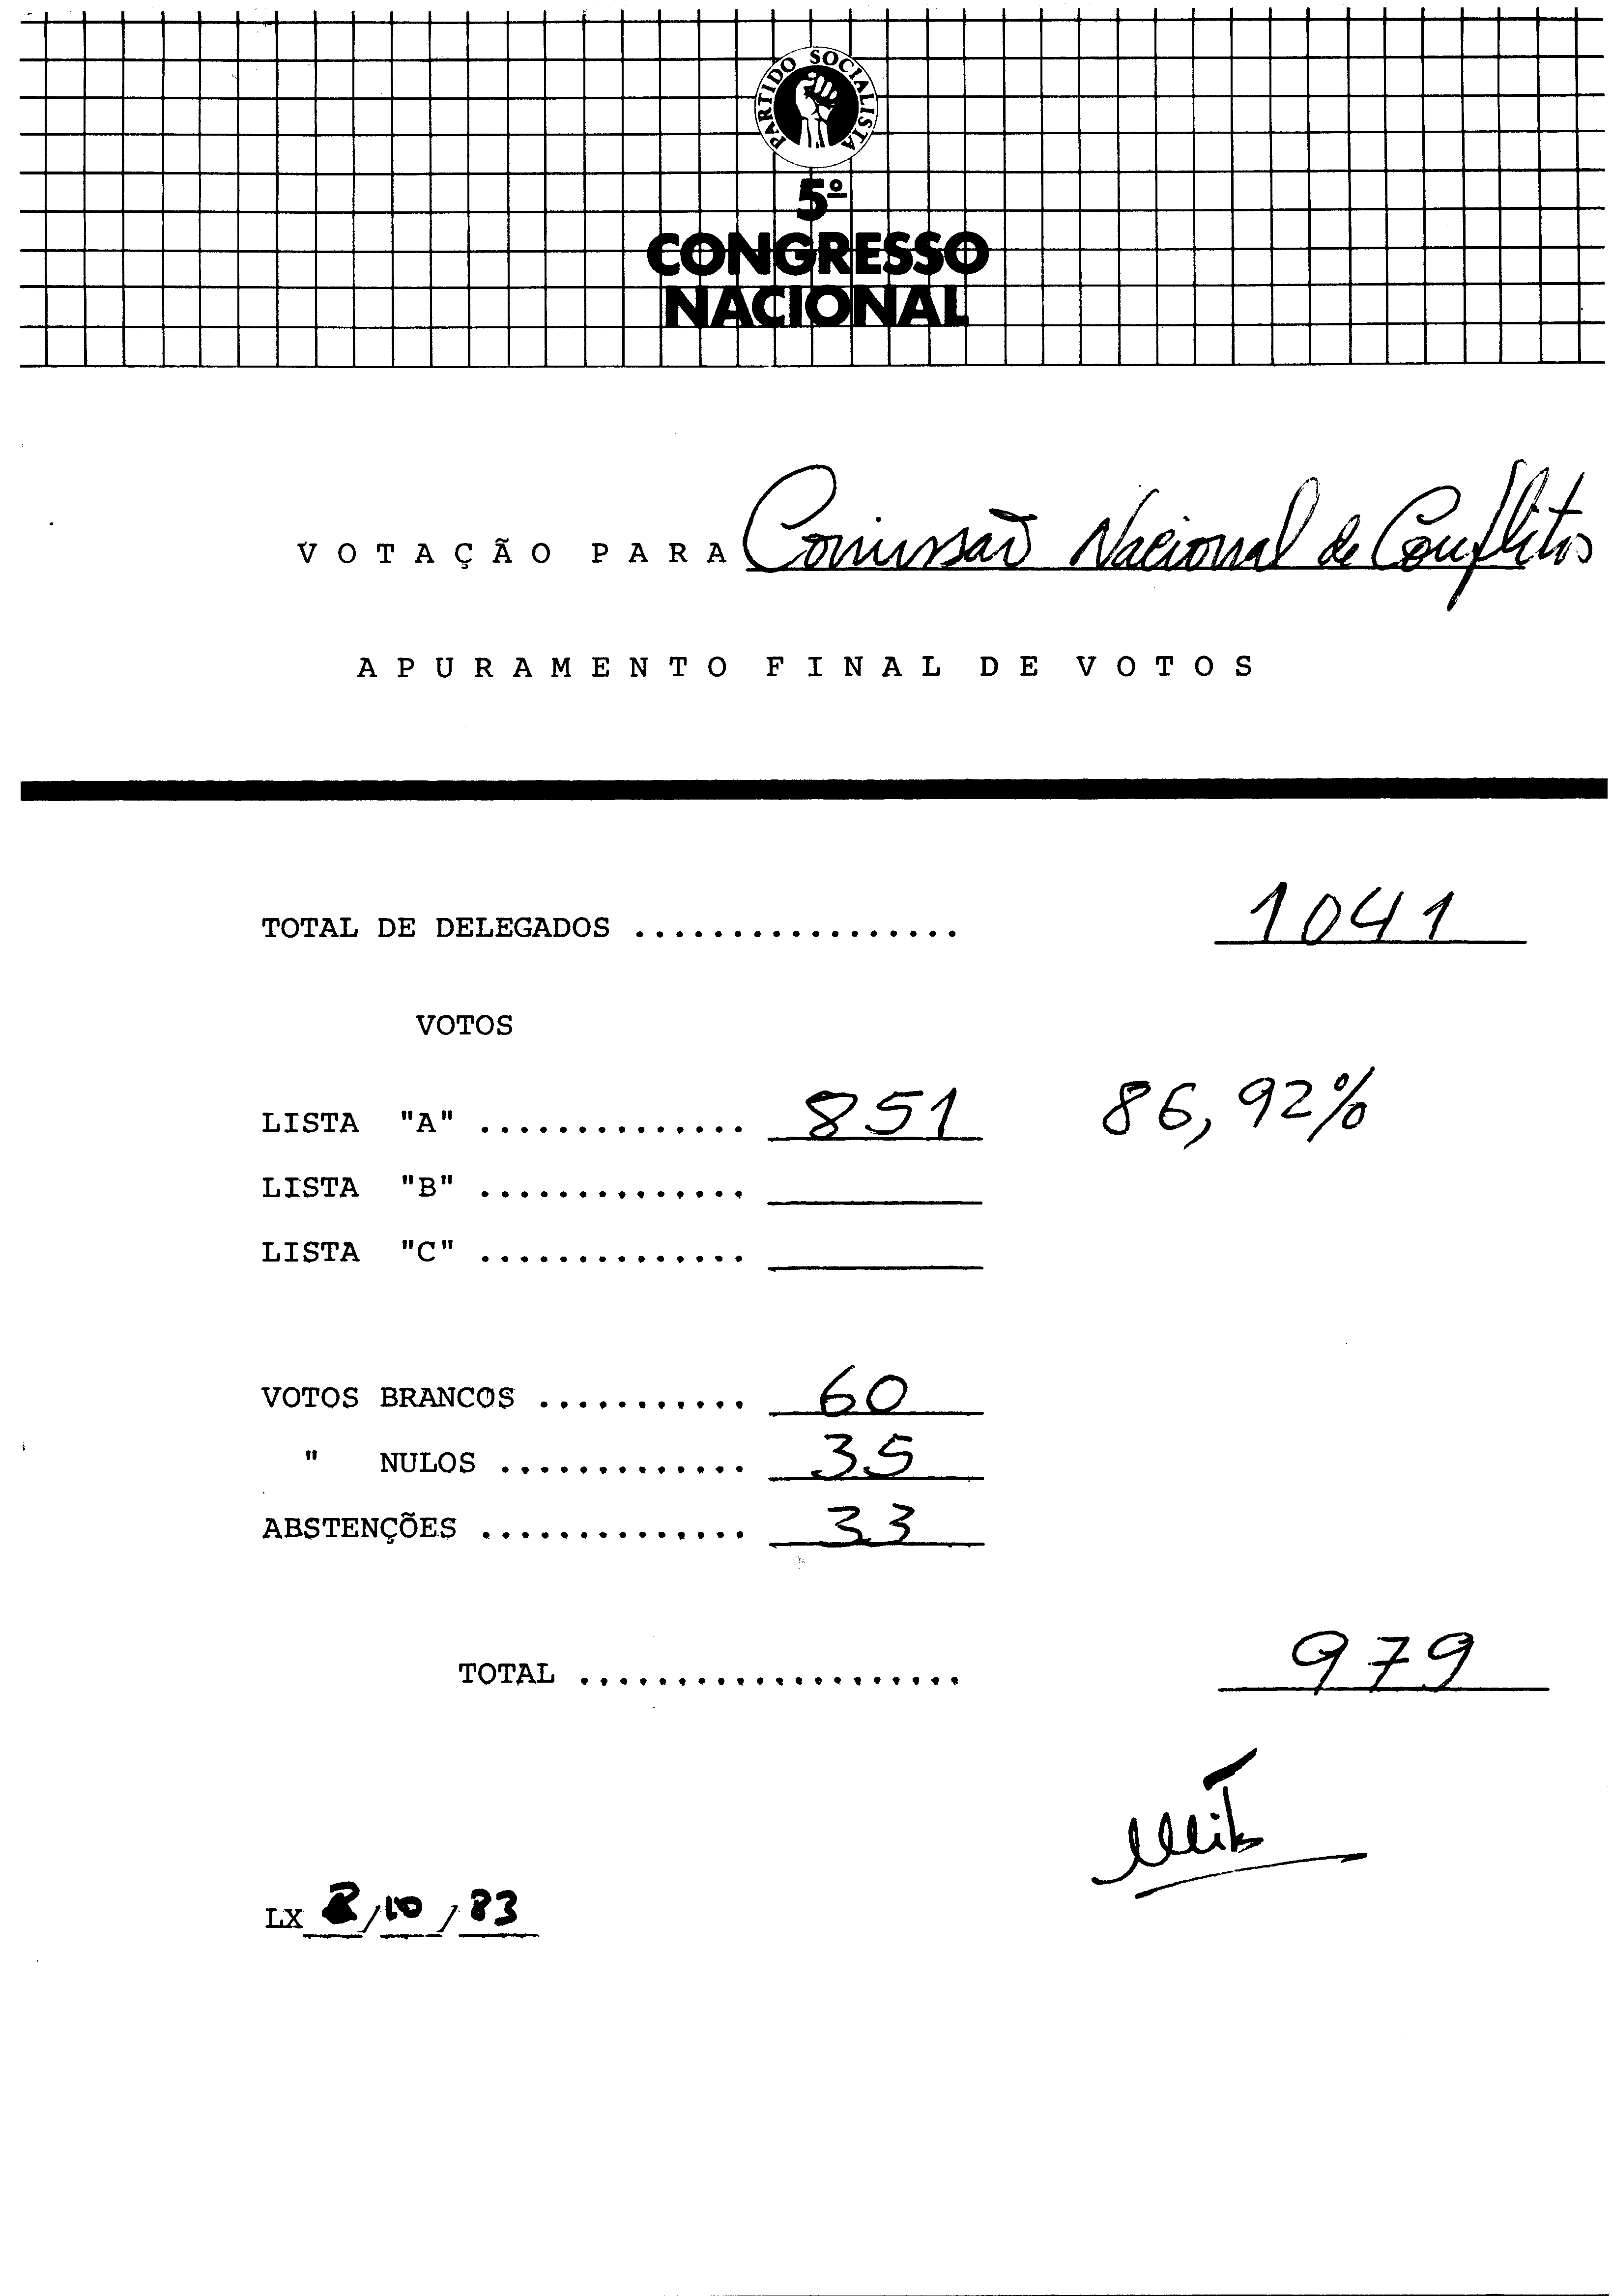 PARTIDO SOCIALISTA
5º
CONGRESSO
NACIONAL
VOTAÇÃO PARA Comissão Nacional de Conflitos
APURAMENTO FINAL DE VOTOS
TOTAL DE DELEGADOS ................. 1041
VOTOS
LISTA "A" .............. 851 86,92%
LISTA "B" ..............
LISTA "C" ..............
VOTOS BRANCOS ........... 60
" NULOS ............. 35
ABSTENÇÕES .............. 33
TOTAL .................... 979
LX /10/83